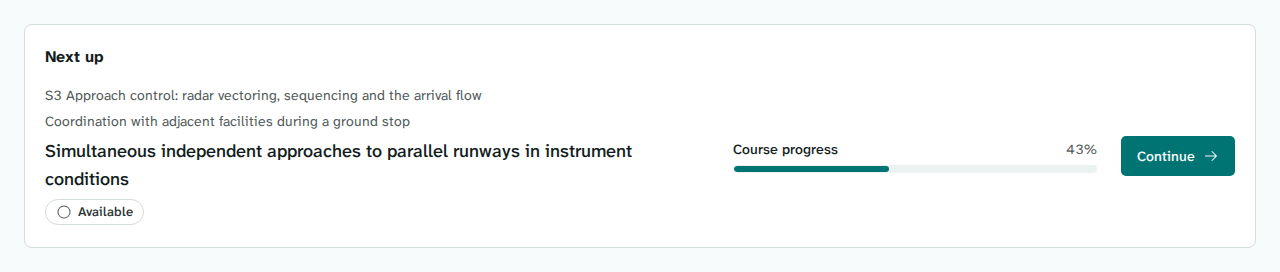 Next up
S3 Approach control: radar vectoring, sequencing and the arrival flow
Coordination with adjacent facilities during a ground stop
Simultaneous independent approaches to parallel runways in instrument
conditions
Available
Course progress
43%
Continue